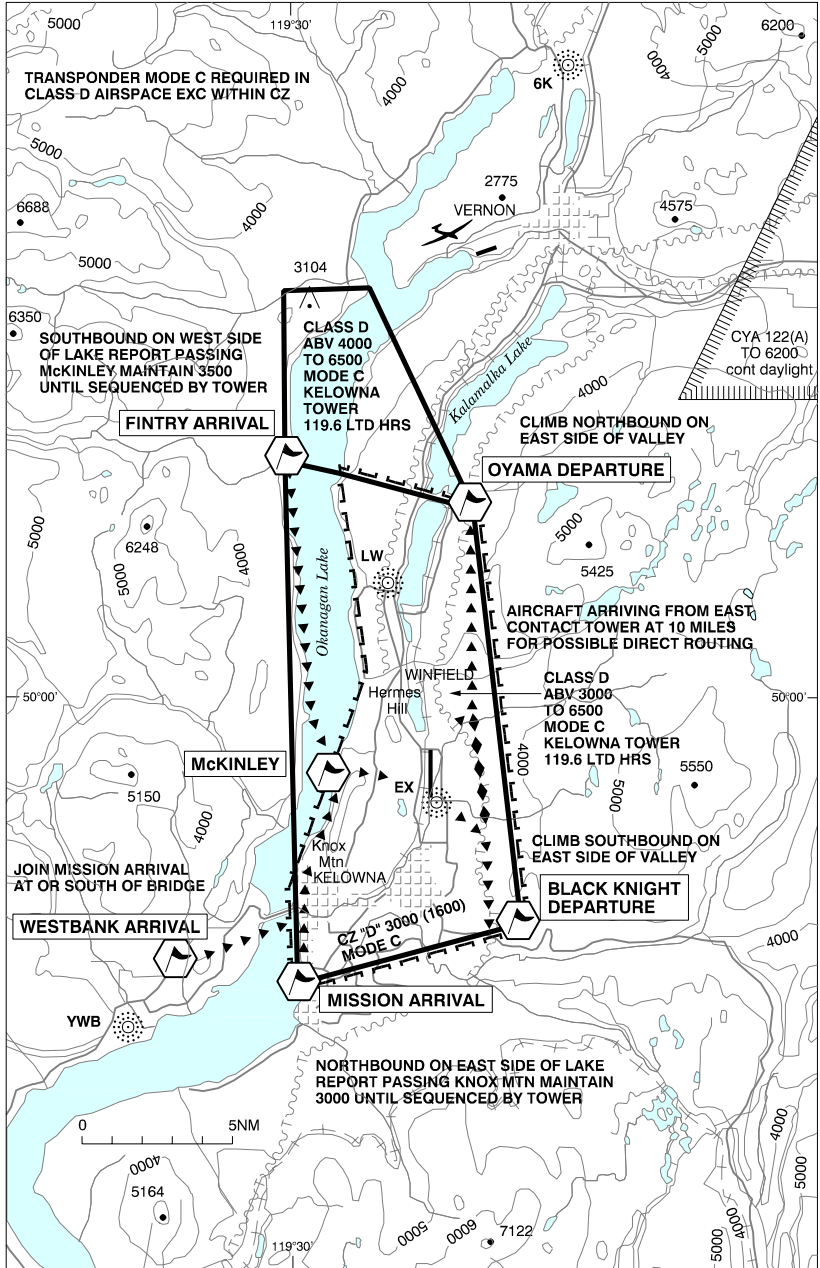 5000
119°30'
6200
5000
4000
TRANSPONDER MODE C REQUIRED IN
CLASS D AIRSPACE EXC WITHIN CZ
4000
6K
5000
2775
VERNON
4575
6688
4000
5000
3104
6350
SOUTHBOUND ON WEST SIDE
OF LAKE REPORT PASSING
McKINLEY MAINTAIN 3500
UNTIL SEQUENCED BY TOWER
CLASS D
ABV 4000
TO 6500
MODE C
KELOWNA
TOWER
119.6 LTD HRS
Kalamalka Lake
CYA 122(A)
TO 6200
cont daylight
4000
FINTRY ARRIVAL
CLIMB NORTHBOUND ON
EAST SIDE OF VALLEY
OYAMA DEPARTURE
5000
6248
5000
4000
LW
Okanagan Lake
5000
5425
AIRCRAFT ARRIVING FROM EAST
CONTACT TOWER AT 10 MILES
FOR POSSIBLE DIRECT ROUTING
WINFIELD
Hermes
Hill
CLASS D
ABV 3000
TO 6500
MODE C
KELOWNA TOWER
119.6 LTD HRS
50°00'
50°00'
McKINLEY
4000
5150
EX
5550
5000
4000
Knox
Mtn
KELOWNA
CLIMB SOUTHBOUND ON
EAST SIDE OF VALLEY
JOIN MISSION ARRIVAL
AT OR SOUTH OF BRIDGE
BLACK KNIGHT
DEPARTURE
WESTBANK ARRIVAL
CZ "D" 3000 (1600)
MODE C
4000
MISSION ARRIVAL
YWB
NORTHBOUND ON EAST SIDE OF LAKE
REPORT PASSING KNOX MTN MAINTAIN
3000 UNTIL SEQUENCED BY TOWER
0 5NM
4000
4000
5164
5000
119°30'
5000
6000
7122
5000
4000